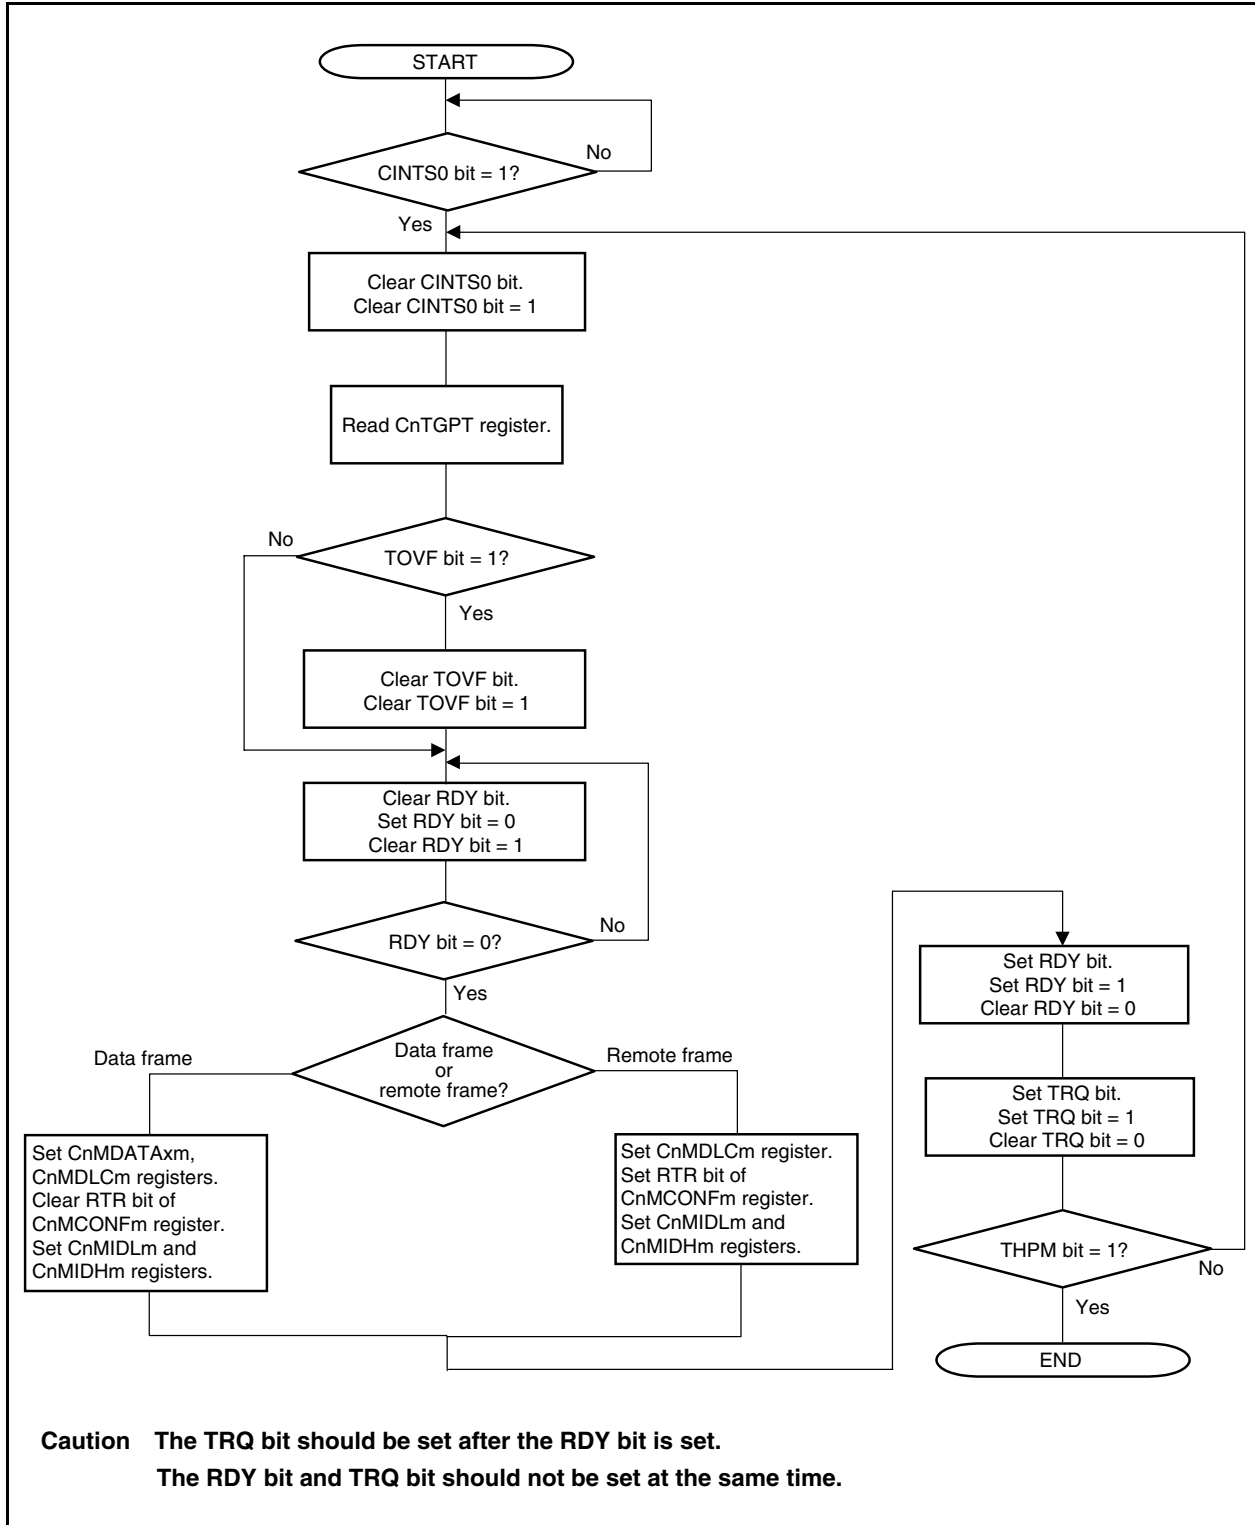 START
No
CINTS0 bit = 1?
Yes
Clear CINTS0 bit.
Clear CINTS0 bit = 1
Read CnTGPT register.
No
TOVF bit = 1?
Yes
Clear TOVF bit.
Clear TOVF bit = 1
Clear RDY bit.
Set RDY bit = 0
Clear RDY bit = 1
No
RDY bit = 0?
Yes
Data frame
Data frame
or
remote frame?
Remote frame
Set CnMDATAxm,
CnMDLCm registers.
Clear RTR bit of
CnMCONFm register.
Set CnMIDLm and
CnMIDHm registers.
Set CnMDLCm register.
Set RTR bit of
CnMCONFm register.
Set CnMIDLm and
CnMIDHm registers.
Set RDY bit.
Set RDY bit = 1
Clear RDY bit = 0
Set TRQ bit.
Set TRQ bit = 1
Clear TRQ bit = 0
THPM bit = 1?
No
Yes
END
Caution The TRQ bit should be set after the RDY bit is set.
The RDY bit and TRQ bit should not be set at the same time.